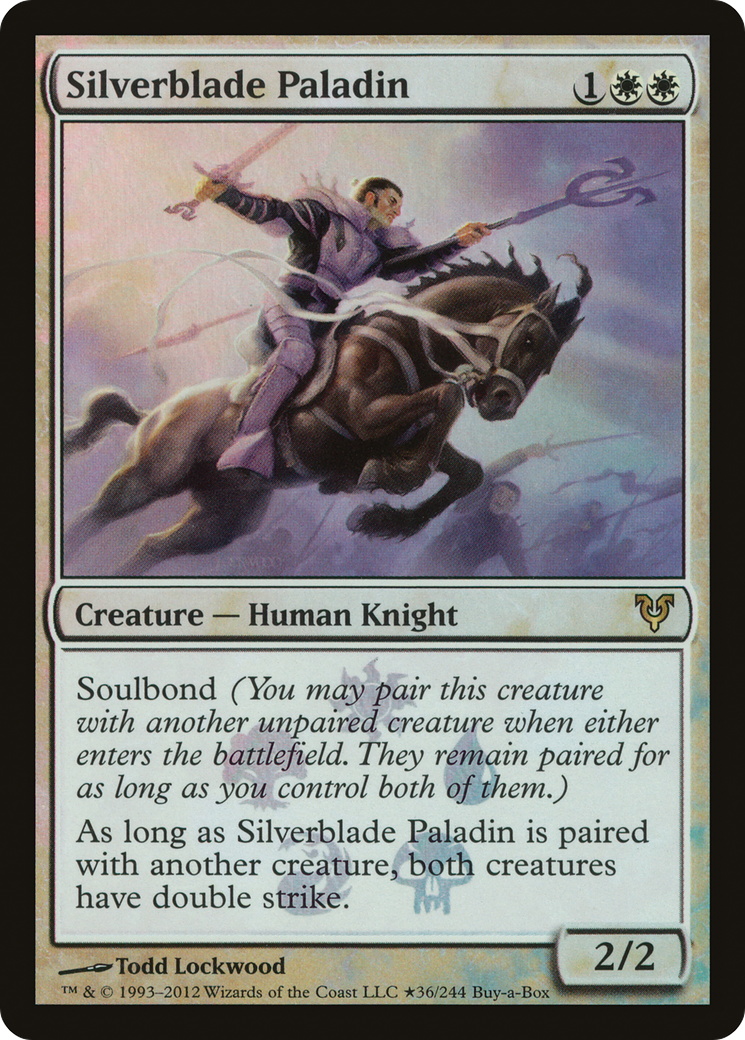 Silverblade Paladin 1
Creature — Human Knight
Soulbond (You may pair this creature
with another unpaired creature when either
enters the battlefield. They remain paired for
as long as you control both of them.)
As long as Silverblade Paladin is paired
with another creature, both creatures
have double strike.
2/2
Todd Lockwood
™ & © 1993–2012 Wizards of the Coast LLC ★36/244 Buy-a-Box